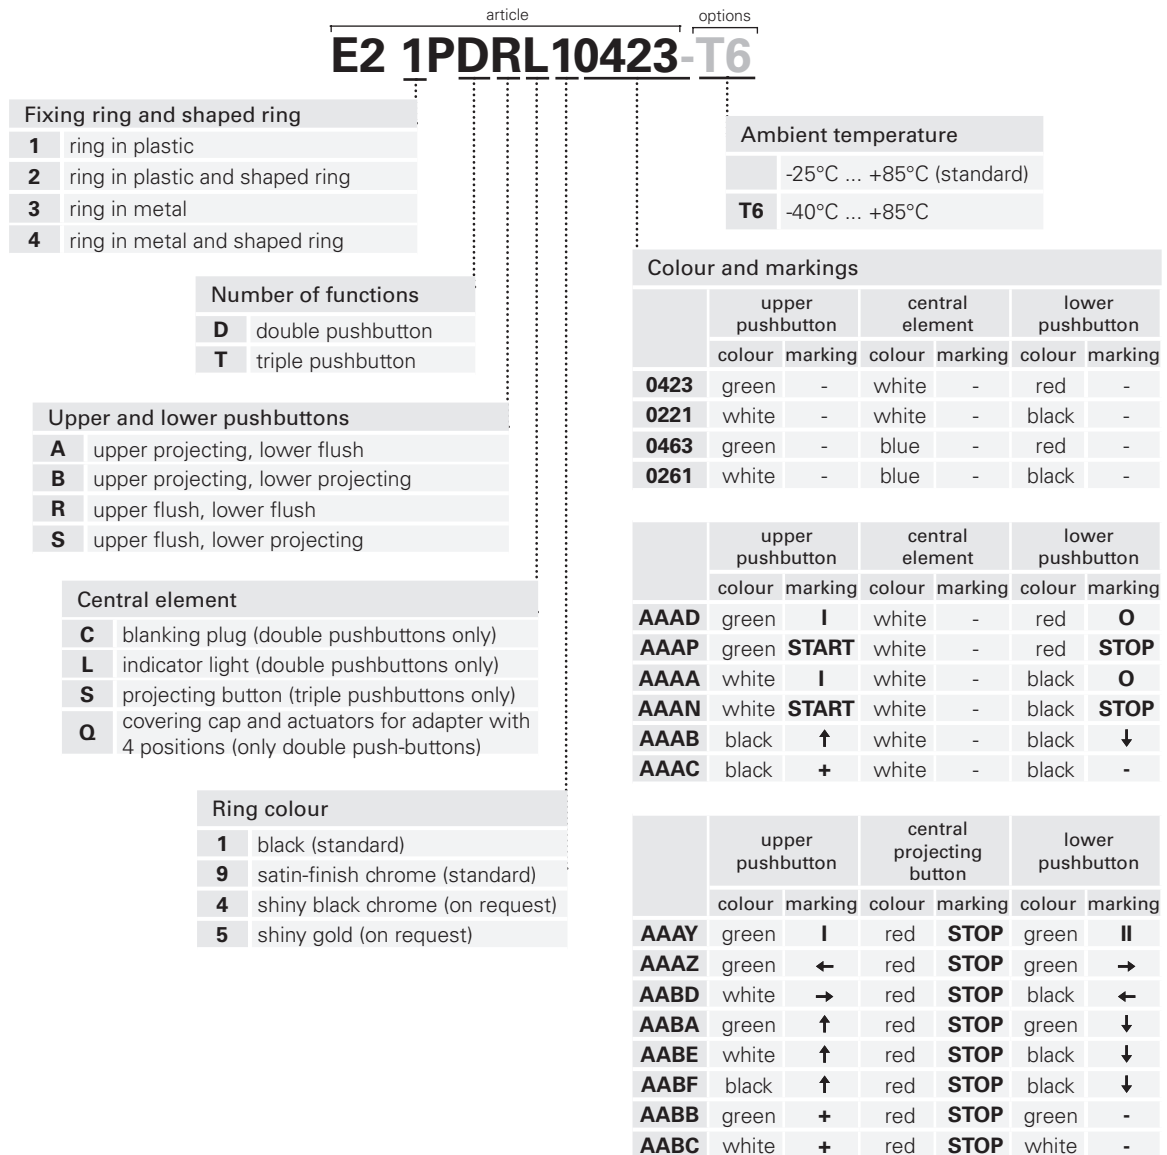 article options
E2 1PDRL10423-T6
Fixing ring and shaped ring
1 ring in plastic
2 ring in plastic and shaped ring
3 ring in metal
4 ring in metal and shaped ring
Number of functions
D double pushbutton
T triple pushbutton
Upper and lower pushbuttons
A upper projecting, lower flush
B upper projecting, lower projecting
R upper flush, lower flush
S upper flush, lower projecting
Central element
C blanking plug (double pushbuttons only)
L indicator light (double pushbuttons only)
S projecting button (triple pushbuttons only)
Q covering cap and actuators for adapter with
4 positions (only double push-buttons)
Ring colour
1 black (standard)
9 satin-finish chrome (standard)
4 shiny black chrome (on request)
5 shiny gold (on request)
Ambient temperature
-25°C ... +85°C (standard)
T6 -40°C ... +85°C
Colour and markings
upper central lower
pushbutton element pushbutton
colour marking colour marking colour marking
0423 green - white - red -
0221 white - white - black -
0463 green - blue - red -
0261 white - blue - black -
upper central lower
pushbutton element pushbutton
colour marking colour marking colour marking
AAAD green I white - red O
AAAP green START white - red STOP
AAAA white I white - black O
AAAN white START white - black STOP
AAAB black ↑ white - black ↓
AAAC black + white - black -
upper central lower
pushbutton projecting pushbutton
button
colour marking colour marking colour marking
AAAY green I red STOP green II
AAAZ green ← red STOP green →
AABD white → red STOP black ←
AABA green ↑ red STOP green ↓
AABE white ↑ red STOP black ↓
AABF black ↑ red STOP black ↓
AABB green + red STOP green -
AABC white + red STOP white -